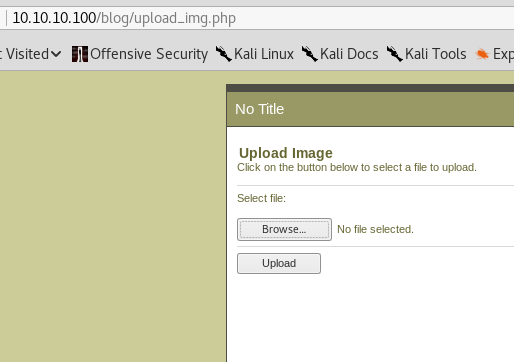 10.10.10.100/blog/upload_img.php
t Visited Offensive Security Kali Linux Kali Docs Kali Tools Exp
No Title
Upload Image
Click on the button below to select a file to upload.
Select file:
Browse... No file selected.
Upload